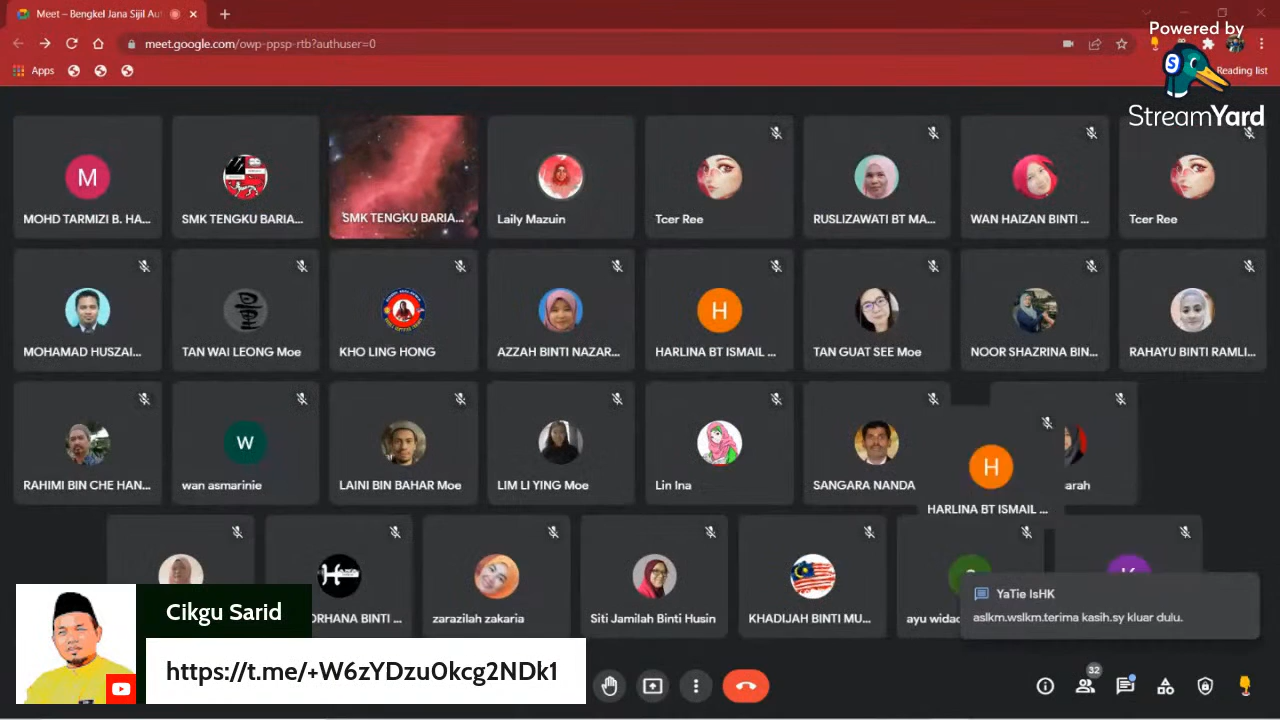 Meet – Bengkel Jana Sijil Aut
meet.google.com/owp-ppsp-rtb?authuser=0
Powered by
Apps
Reading list
StreamYard
M
MOHD TARMIZI B. HA...
SMK TENGKU BARIA...
SMK TENGKU BARIA...
Laily Mazuin
Tcer Ree
RUSLIZAWATI BT MA...
WAN HAIZAN BINTI ...
Tcer Ree
MOHAMAD HUSZAI...
TAN WAI LEONG Moe
KHO LING HONG
AZZAH BINTI NAZAR...
H
HARLINA BT ISMAIL ...
TAN GUAT SEE Moe
NOOR SHAZRINA BIN...
RAHAYU BINTI RAMLI...
RAHIMI BIN CHE HAN...
W
wan asmarinie
LAINI BIN BAHAR Moe
LIM LI YING Moe
Lin Ina
SANGARA NANDA
H
HARLINA BT ISMAIL ...
arah
ORHANA BINTI ...
zarazilah zakaria
Siti Jamilah Binti Husin
KHADIJAH BINTI MU...
ayu widad
K
YaTie IsHK
aslkm.wslkm.terima kasih.sy kluar dulu.
Cikgu Sarid
https://t.me/+W6zYDzu0kcg2NDk1
32